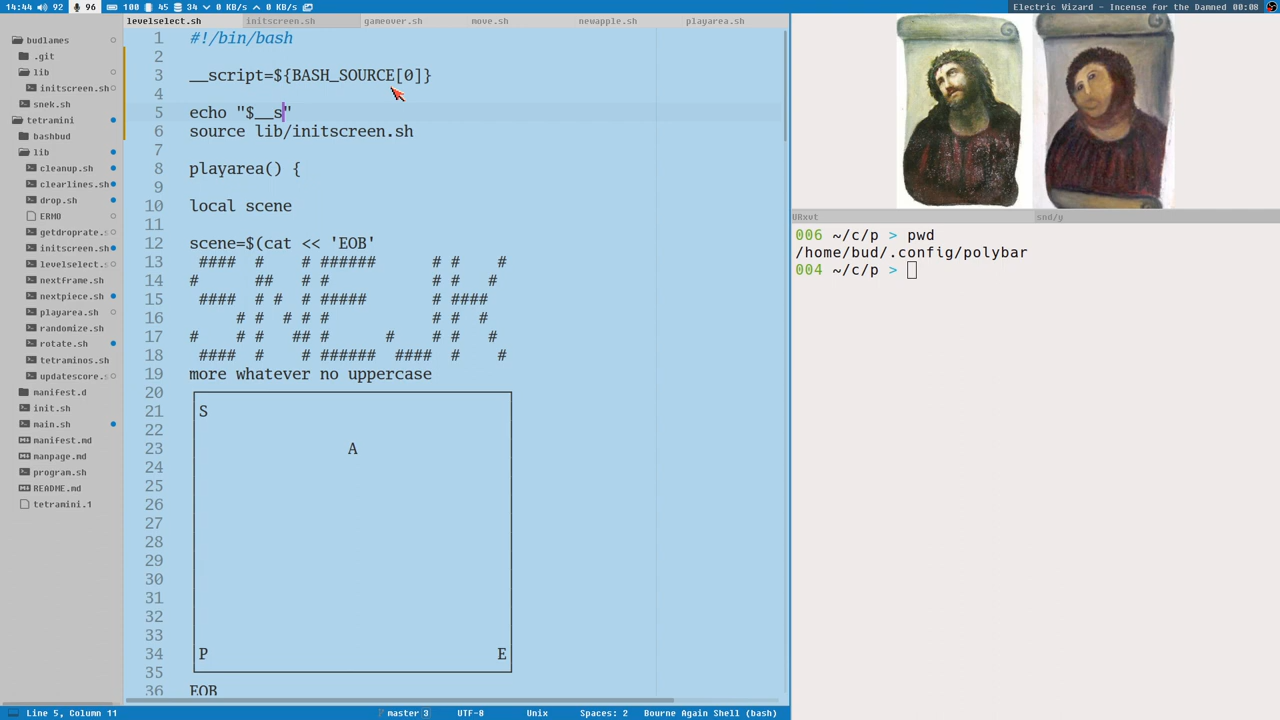 14:44 92 96 100 45 34 0 KB/s 0 KB/s
Electric Wizard - Incense for the Damned 00:08
levelselect.sh initscreen.sh gameover.sh move.sh newapple.sh playarea.sh
budlames
.git
lib
initscreen.sh
snek.sh
tetramini
bashbud
lib
cleanup.sh
clearlines.sh
drop.sh
ERMO
getdroprate.s
initscreen.sh
levelselect.s
nextframe.sh
nextpiece.sh
playarea.sh
randomize.sh
rotate.sh
tetraminos.sh
updatescore.s
manifest.d
init.sh
main.sh
manifest.md
manpage.md
program.sh
README.md
tetramini.1
1 #!/bin/bash
2
3 __script=${BASH_SOURCE[0]}
4
5 echo "$__s"
6 source lib/initscreen.sh
7
8 playarea() {
9
10 local scene
11
12 scene=$(cat << 'EOB'
13  ####  #    # ######      # #    #
14 #      ##   # #           # #   #
15  ####  # #  # #####       # ####
16      # #  # # #           # #  #
17 #    # #   ## #      #    # #   #
18  ####  #    # ######  ####  #    #
19 more whatever no uppercase
20
21 S
22
23 A
24
25
26
27
28
29
30
31
32
33
34 P E
35
36 EOB
URxvt snd/y
006 ~/c/p > pwd
/home/bud/.config/polybar
004 ~/c/p >
Line 5, Column 11 master 3 UTF-8 Unix Spaces: 2 Bourne Again Shell (bash)